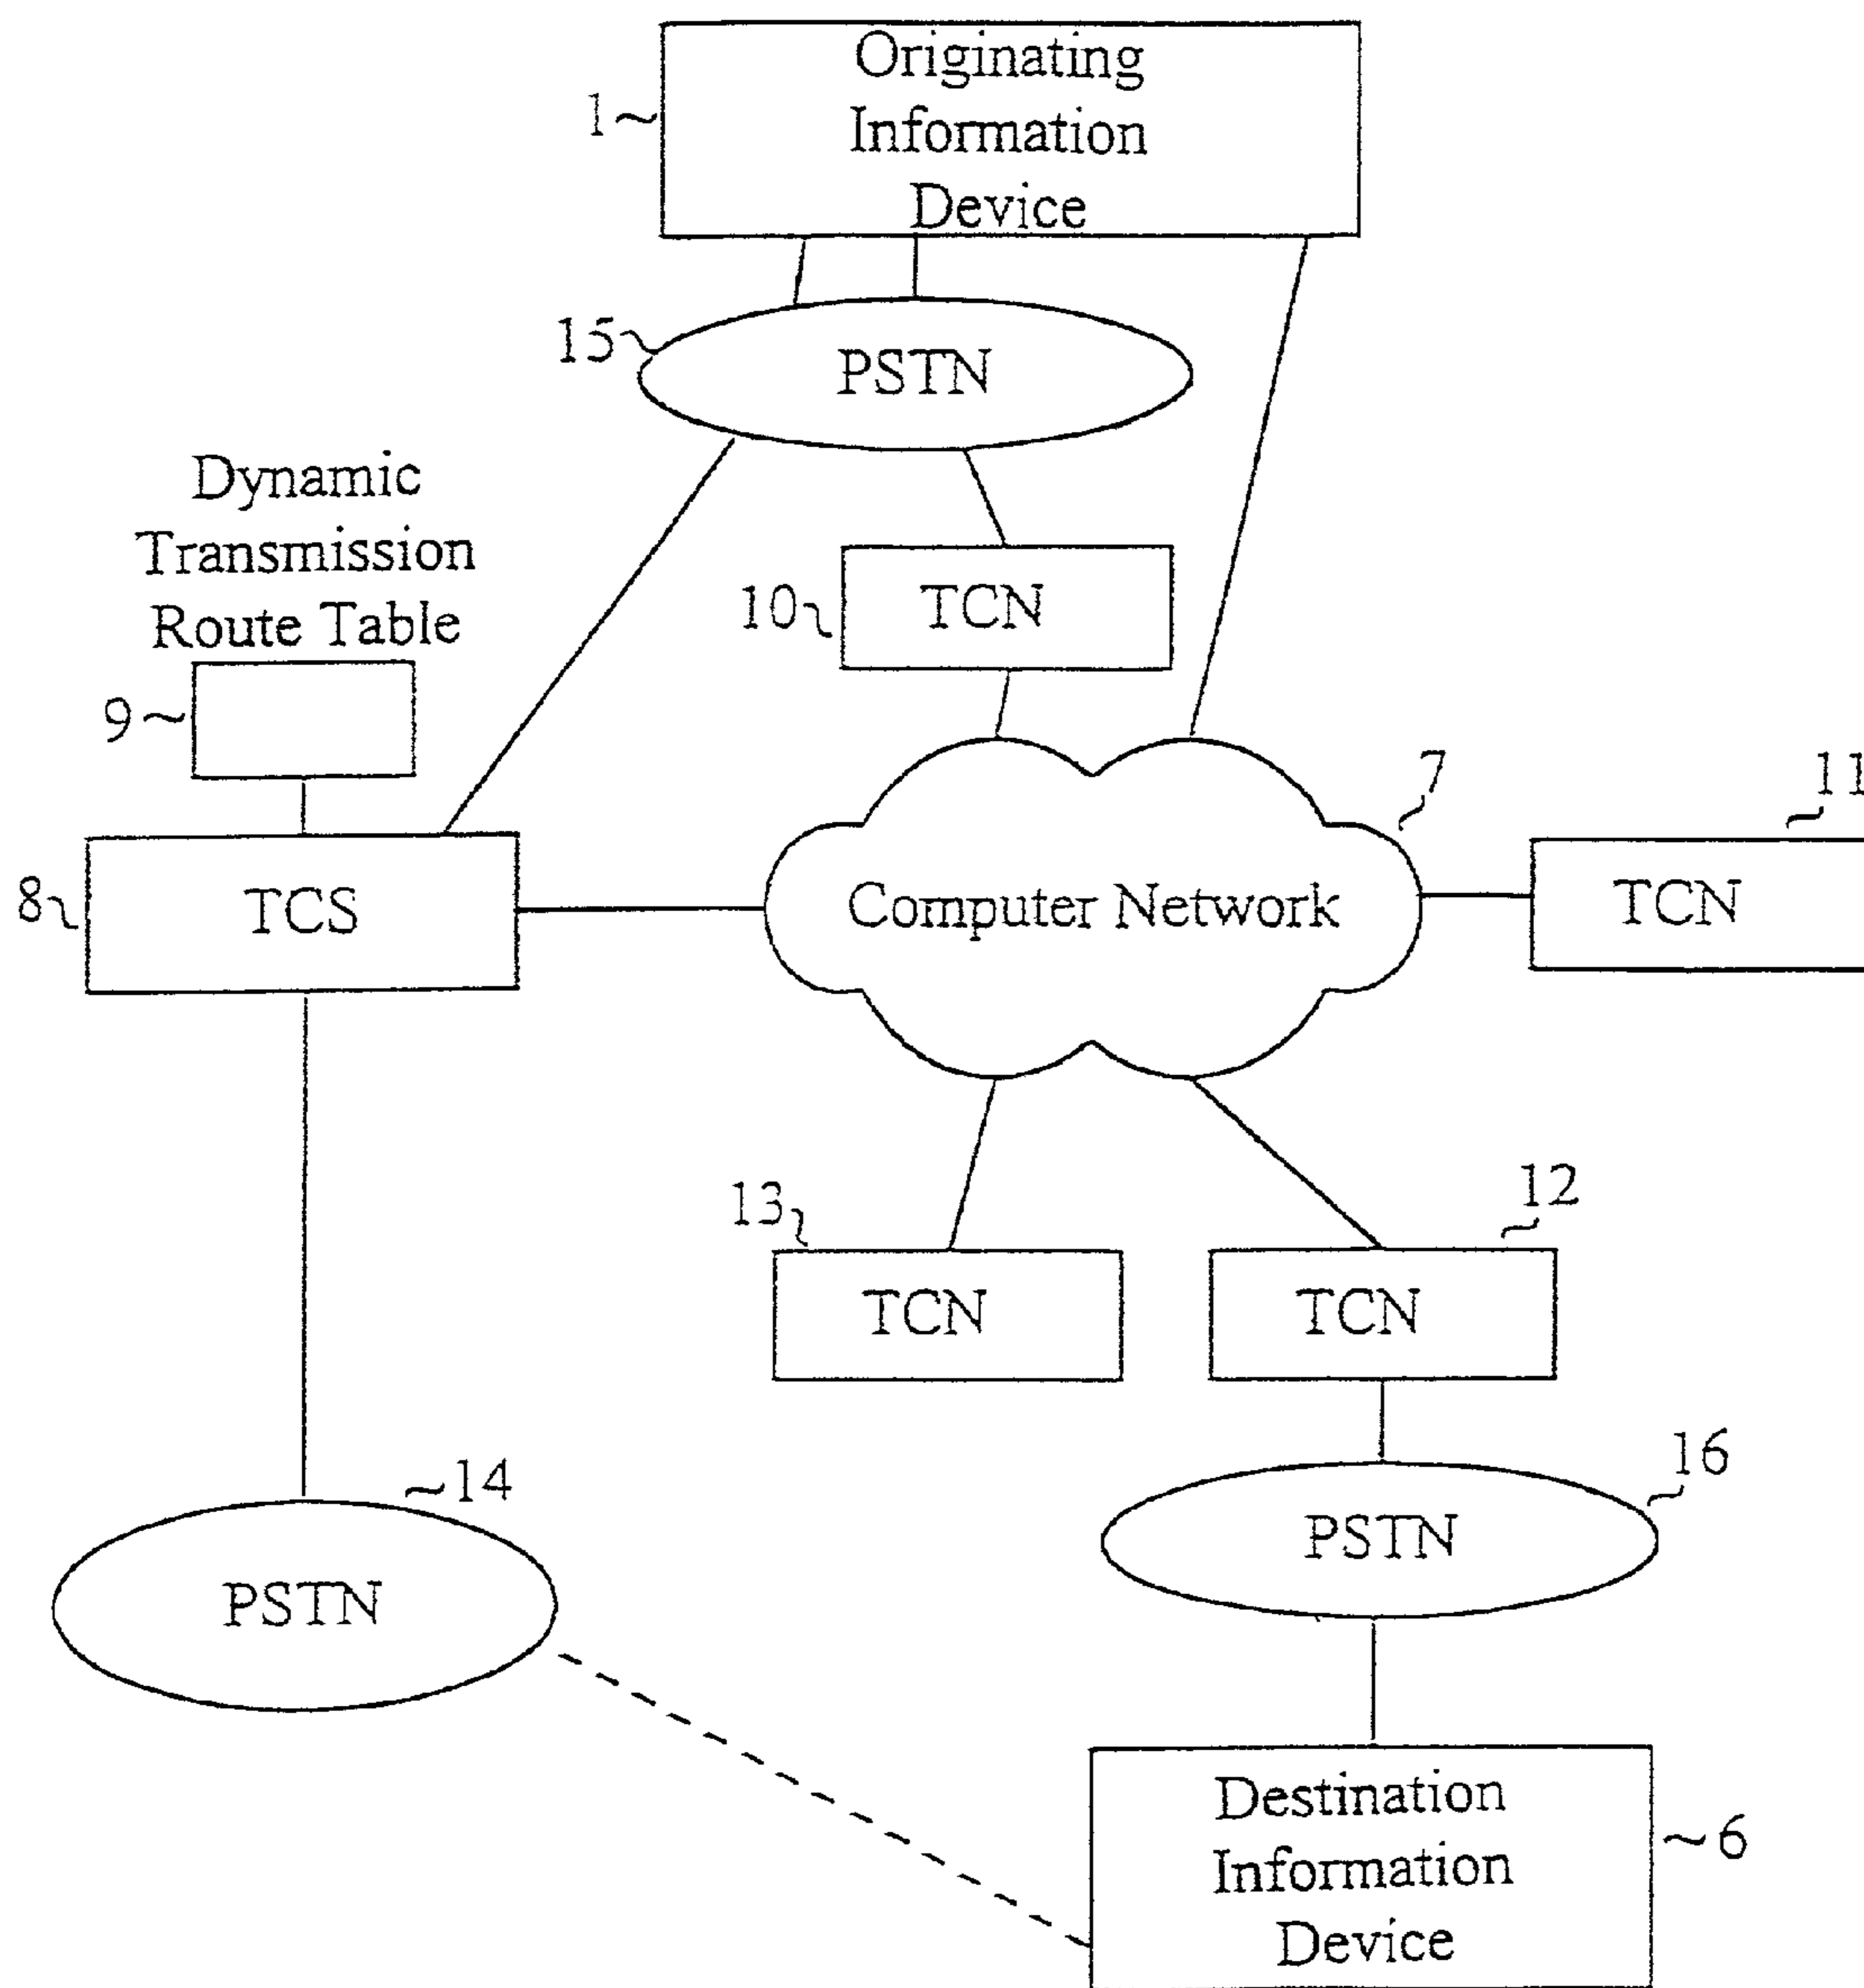 Originating
Information
Device
1
15
PSTN
Dynamic
Transmission
Route Table
10
TCN
9
7
11
8
TCS
Computer Network
TCN
13
12
TCN
TCN
14
16
PSTN
PSTN
Destination
Information
Device
6